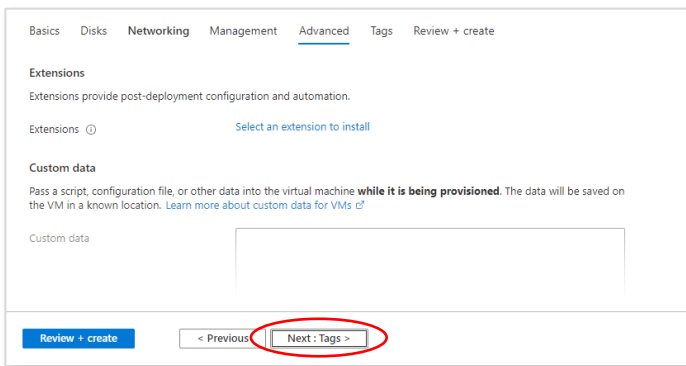 Basics Disks Networking Management Advanced Tags Review + create
Extensions
Extensions provide post-deployment configuration and automation.
Extensions Select an extension to install
Custom data
Pass a script, configuration file, or other data into the virtual machine while it is being provisioned. The data will be saved on
the VM in a known location. Learn more about custom data for VMs
Custom data
Review + create < Previous Next : Tags >